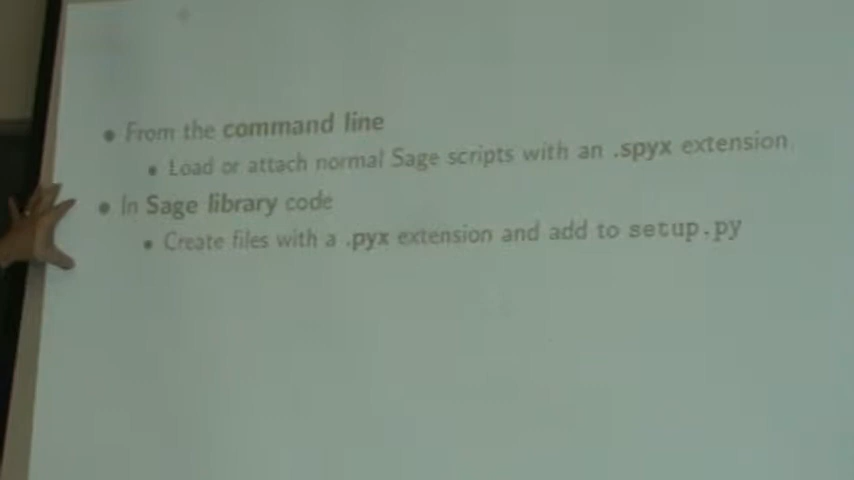 • From the command line
• Load or attach normal Sage scripts with an .spyx extension
• In Sage library code
• Create files with a .pyx extension and add to setup.py